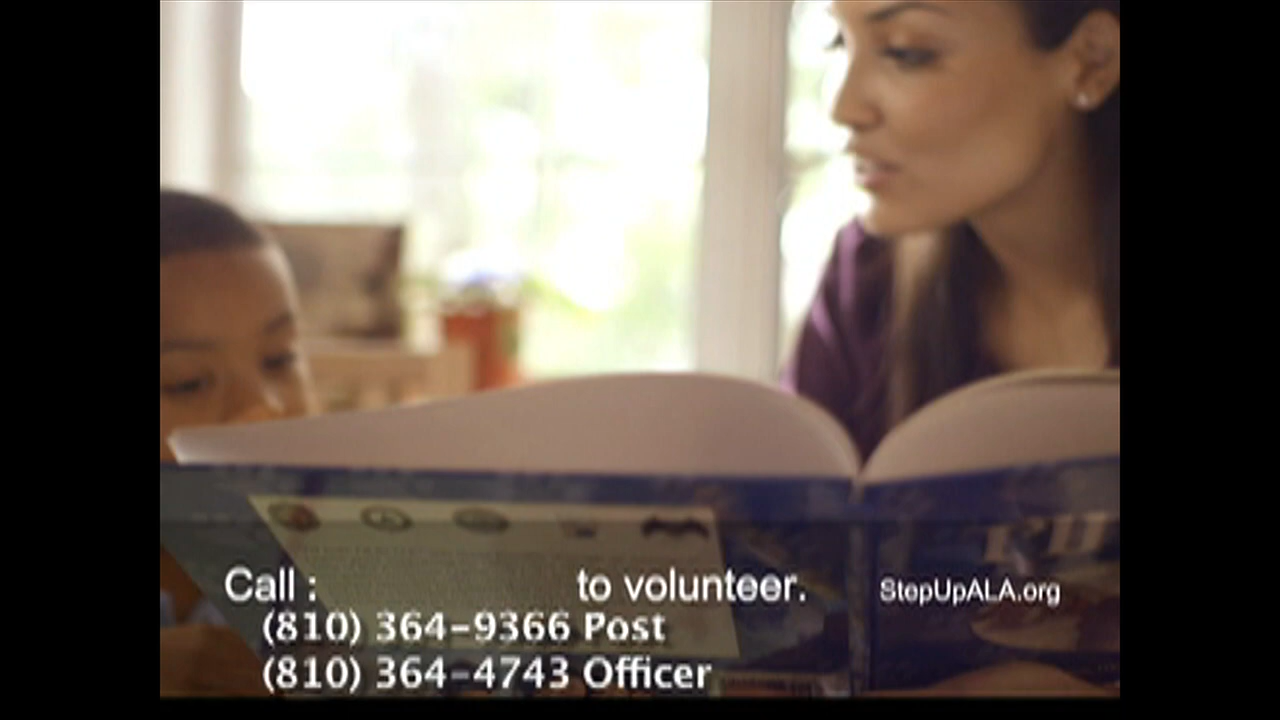 Call : to volunteer. StepUpALA.org
(810) 364-9366 Post
(810) 364-4743 Officer